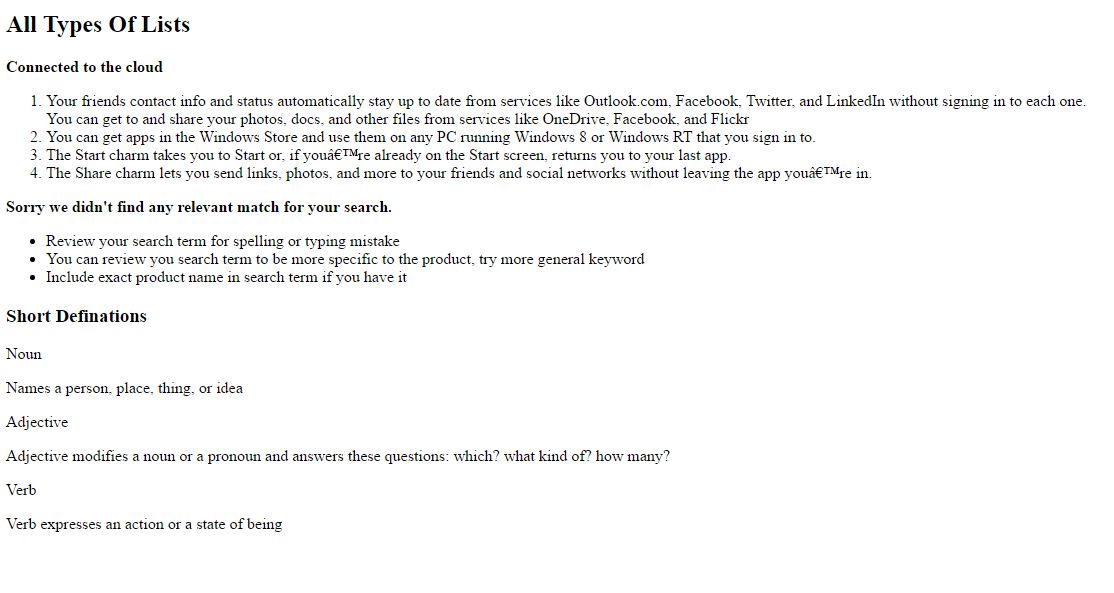 All Types Of Lists
Connected to the cloud
1. Your friends contact info and status automatically stay up to date from services like Outlook.com, Facebook, Twitter, and LinkedIn without signing in to each one.
You can get to and share your photos, docs, and other files from services like OneDrive, Facebook, and Flickr
2. You can get apps in the Windows Store and use them on any PC running Windows 8 or Windows RT that you sign in to.
3. The Start charm takes you to Start or, if youâ€™re already on the Start screen, returns you to your last app.
4. The Share charm lets you send links, photos, and more to your friends and social networks without leaving the app youâ€™re in.
Sorry we didn't find any relevant match for your search.
• Review your search term for spelling or typing mistake
• You can review you search term to be more specific to the product, try more general keyword
• Include exact product name in search term if you have it
Short Definations
Noun
Names a person, place, thing, or idea
Adjective
Adjective modifies a noun or a pronoun and answers these questions: which? what kind of? how many?
Verb
Verb expresses an action or a state of being